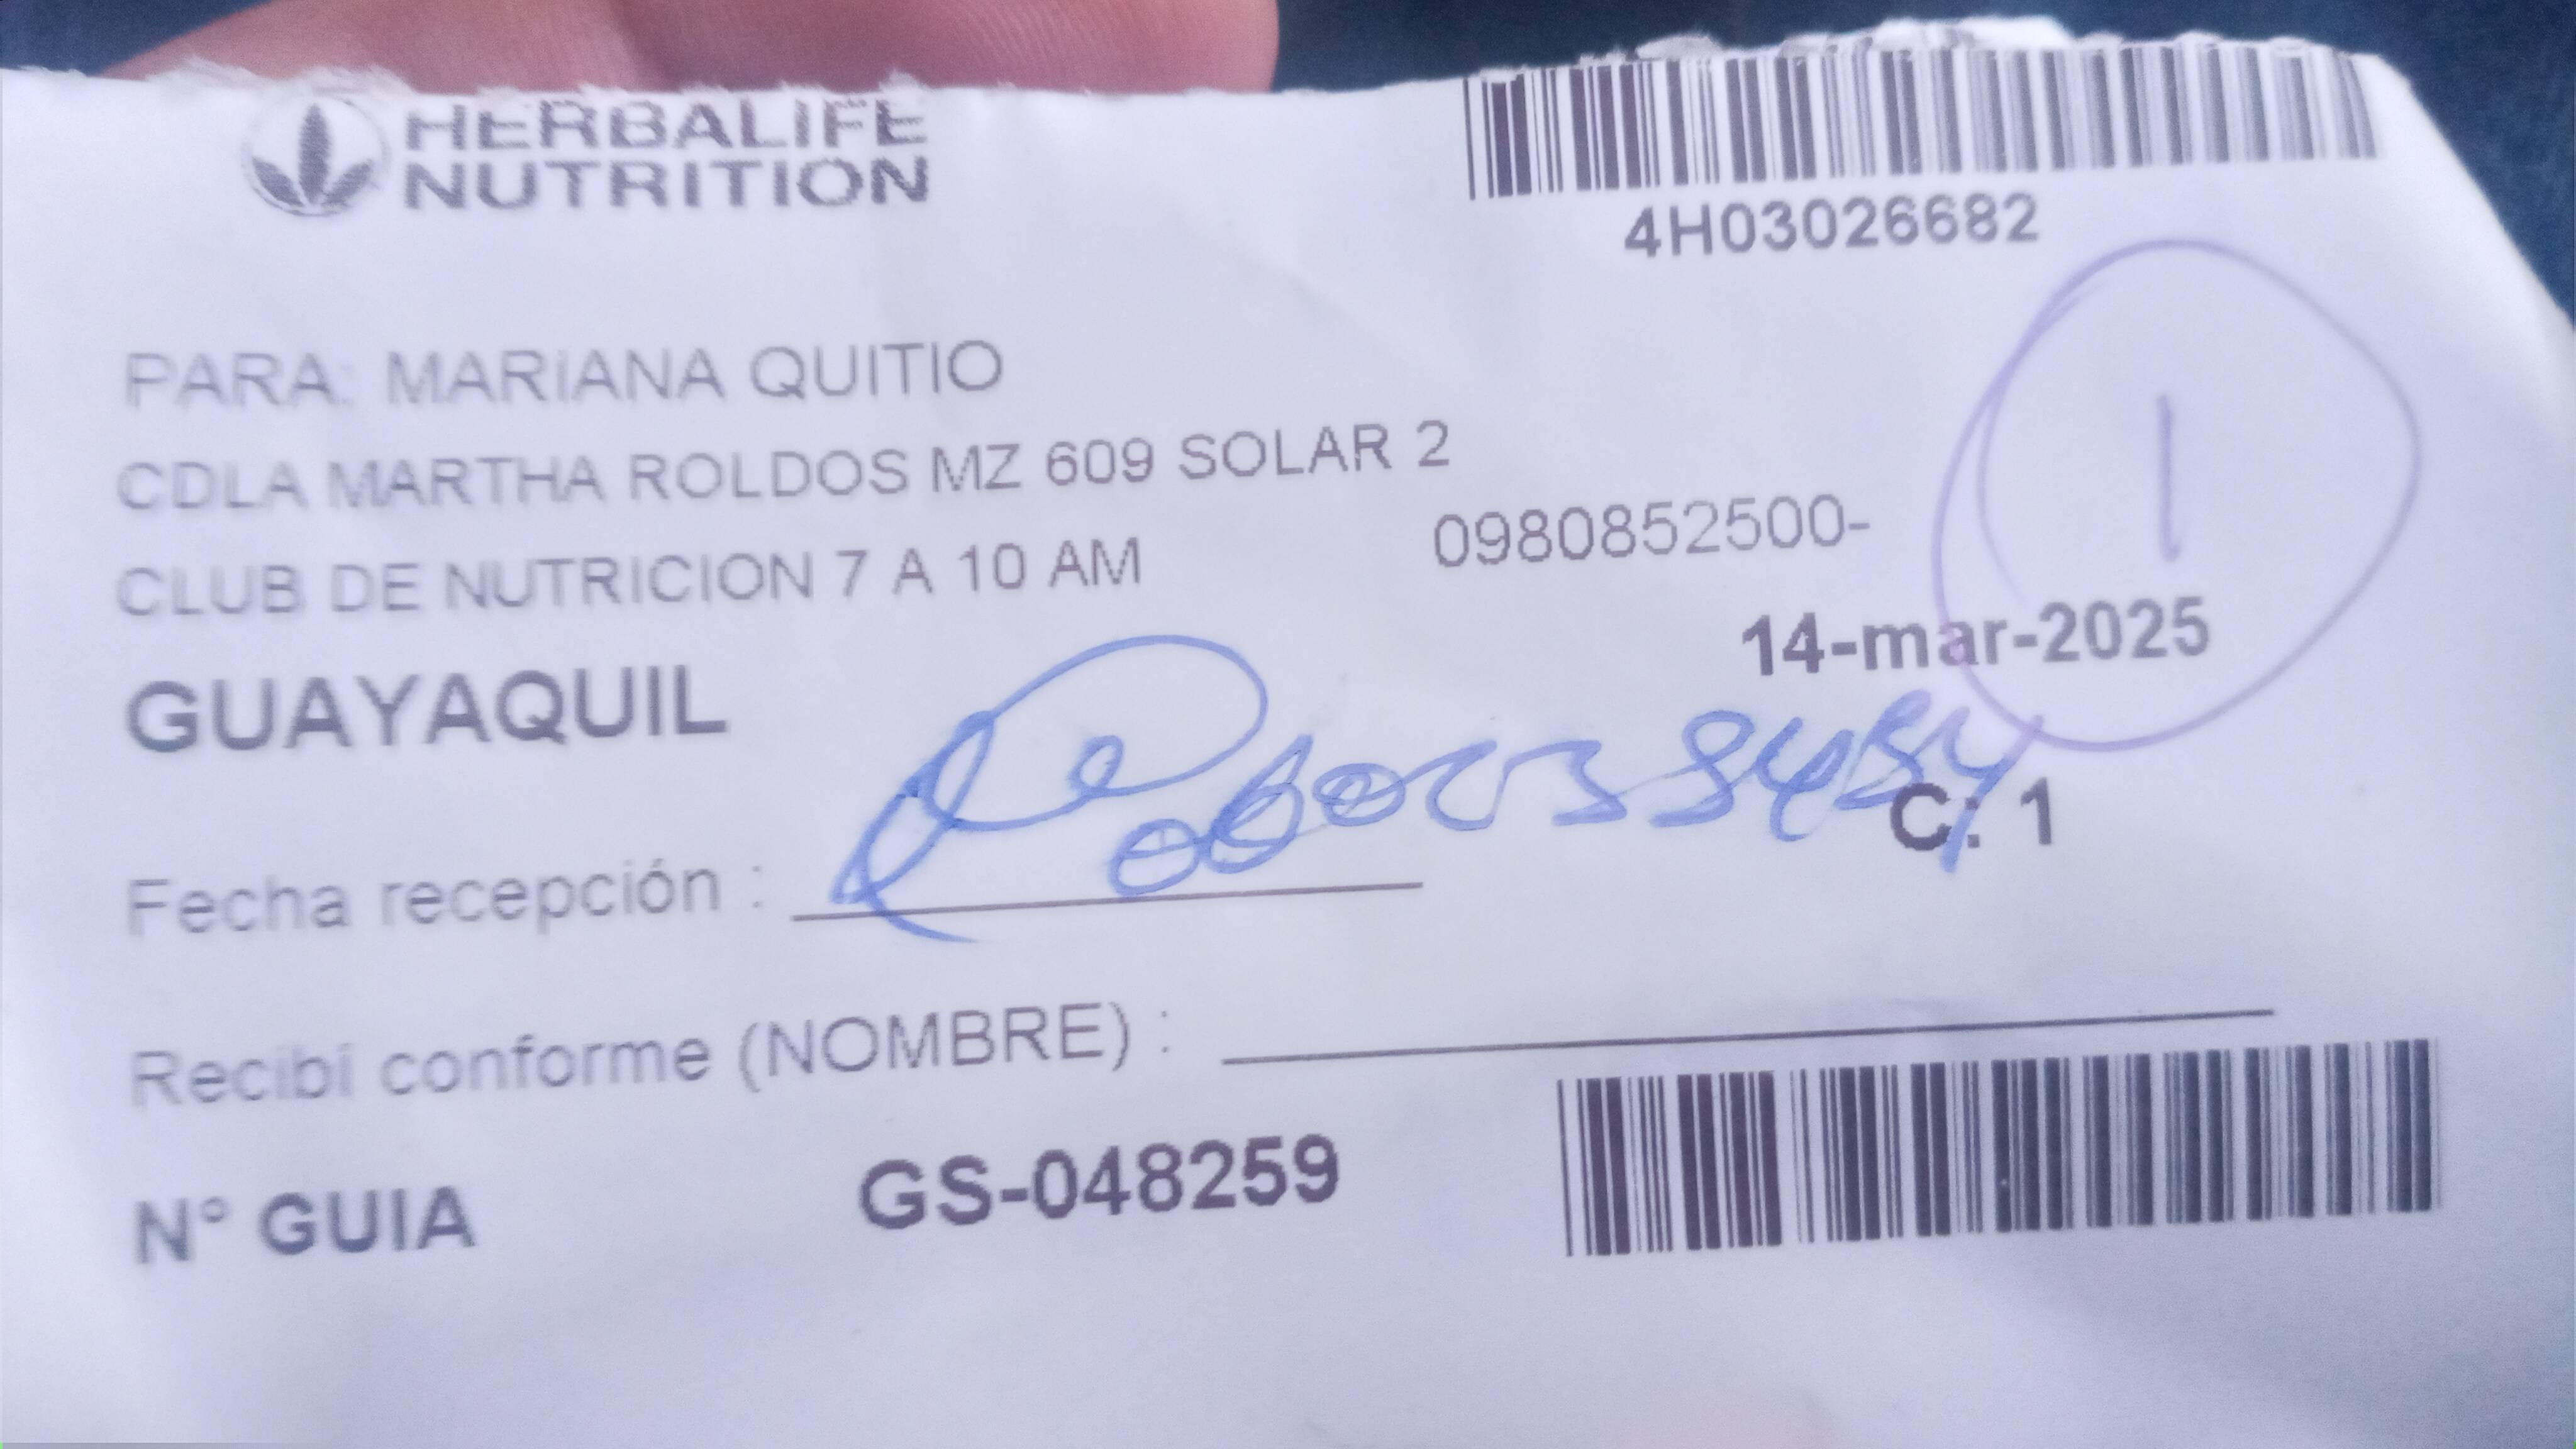 HERBALIFE
NUTRITION
4H03026682
PARA: MARIANA QUITIO
CDLA MARTHA ROLDOS MZ 609 SOLAR 2
CLUB DE NUTRICION 7 A 10 AM
0980852500-
1
14-mar-2025
GUAYAQUIL
C: 1
Fecha recepción :
Recibí conforme (NOMBRE) :
N° GUIA
GS-048259